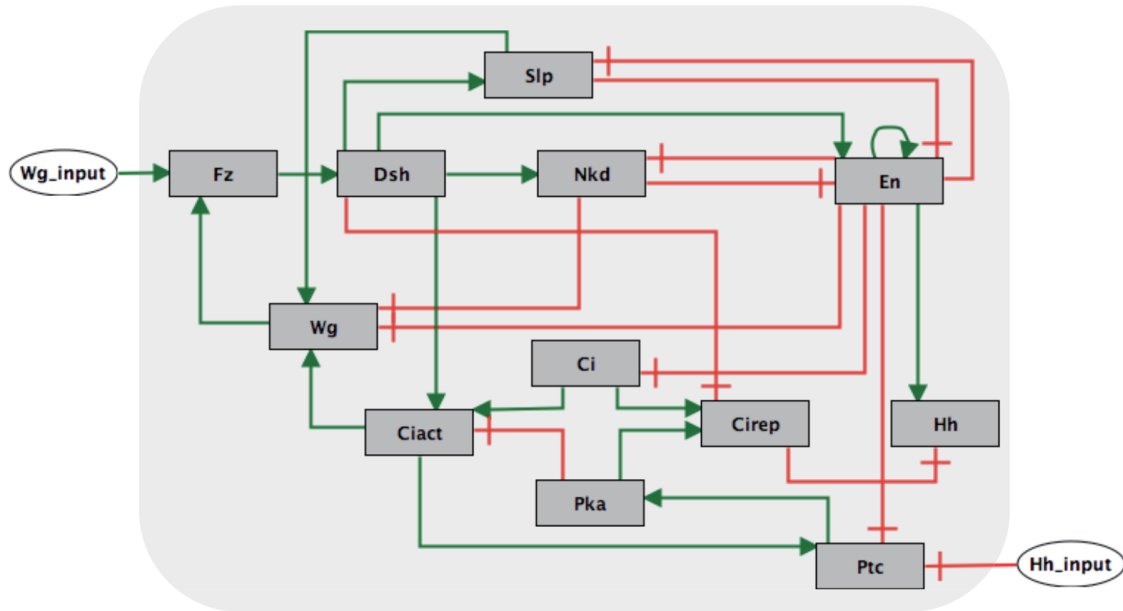 Slp
Wg_input
Fz
Dsh
Nkd
En
Wg
Ci
Ciact
Cirep
Hh
Pka
Ptc
Hh_input